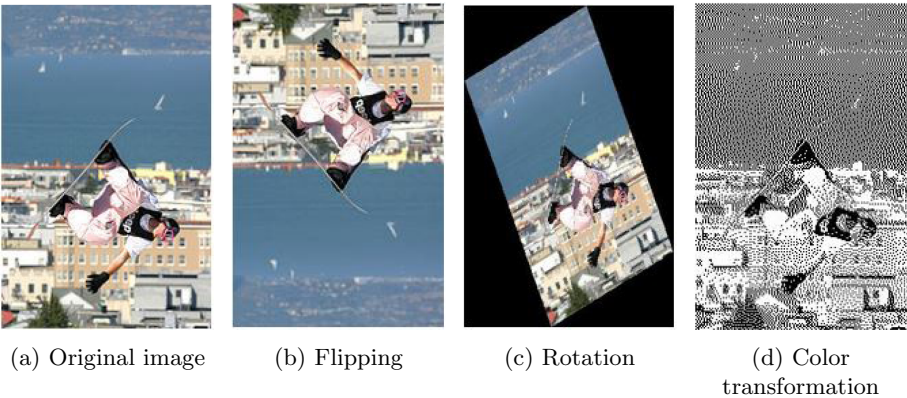 (a) Original image
(b) Flipping
(c) Rotation
(d) Color
transformation